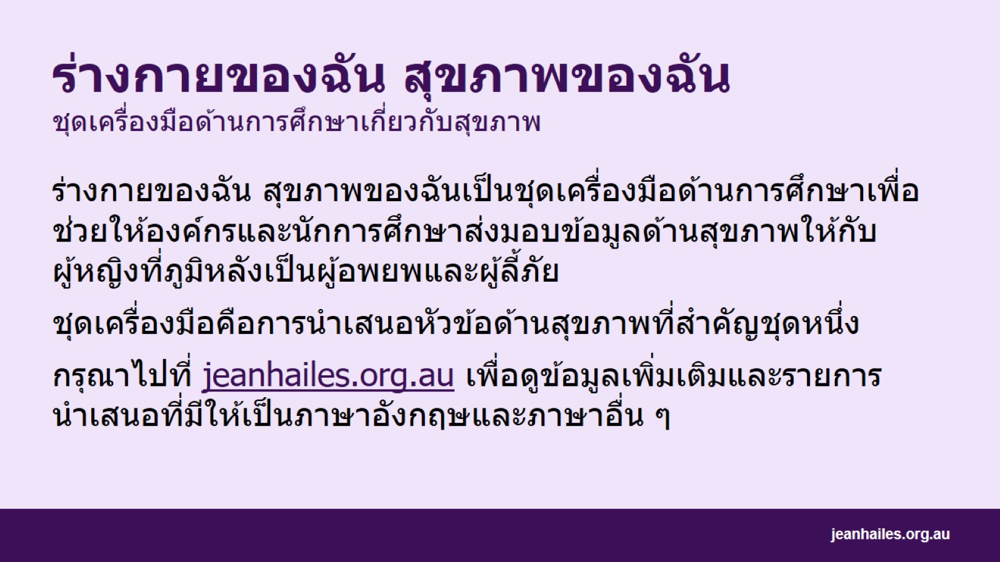 ร่างกายของฉัน สุขภาพของฉัน
ชุดเครื่องมือด้านการศึกษาเกี่ยวกับสุขภาพ
ร่างกายของฉัน สุขภาพของฉันเป็นชุดเครื่องมือด้านการศึกษาเพื่อ
ช่วยให้องค์กรและนักการศึกษาส่งมอบข้อมูลด้านสุขภาพให้กับ
ผู้หญิงที่ภูมิหลังเป็นผู้อพยพและผู้ลี้ภัย
ชุดเครื่องมือคือการนำเสนอหัวข้อด้านสุขภาพที่สำคัญชุดหนึ่ง
กรุณาไปที่ jeanhailes.org.au เพื่อดูข้อมูลเพิ่มเติมและรายการ
นำเสนอที่มีให้เป็นภาษาอังกฤษและภาษาอื่น ๆ
jeanhailes.org.au